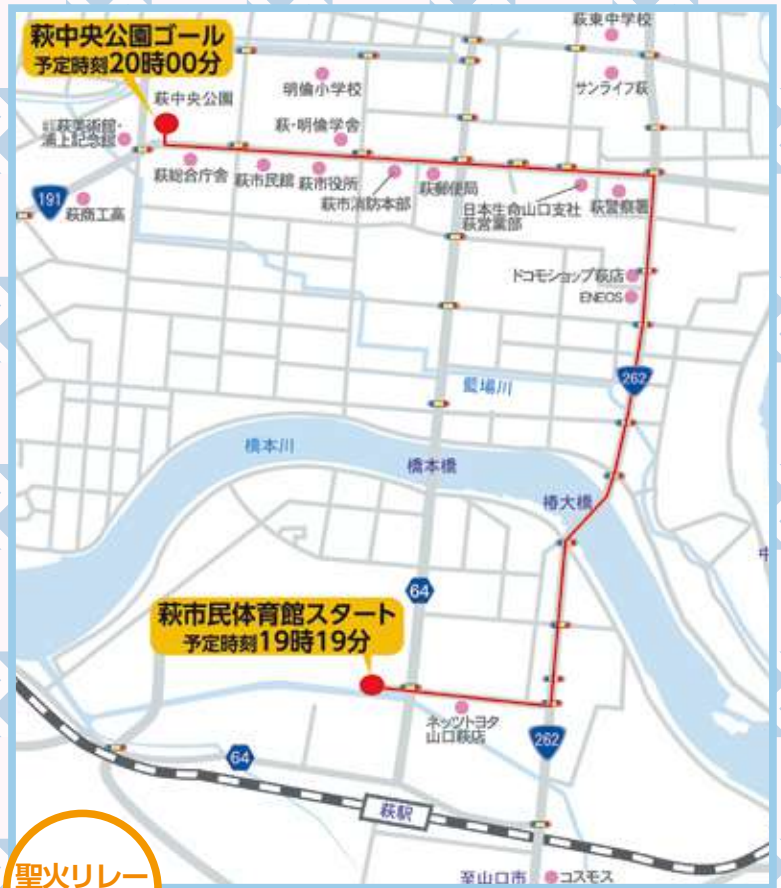 萩中央公園ゴール
予定時刻20時00分
萩東中学校
明倫小学校
サンライフ萩
萩中央公園
萩・明倫学舎
萩美術館・
浦上記念館
萩総合庁舎
萩市民館
萩市役所
萩市消防本部
萩郵便局
日本生命山口支社
萩営業部
萩警察署
191
萩商工高
ドコモショップ萩店
ENEOS
262
藍場川
橋本川
橋本橋
椿大橋
中
64
萩市民体育館スタート
予定時刻19時19分
ネッツトヨタ
山口萩店
262
64
萩駅
聖火リレー
至山口市
コスモス